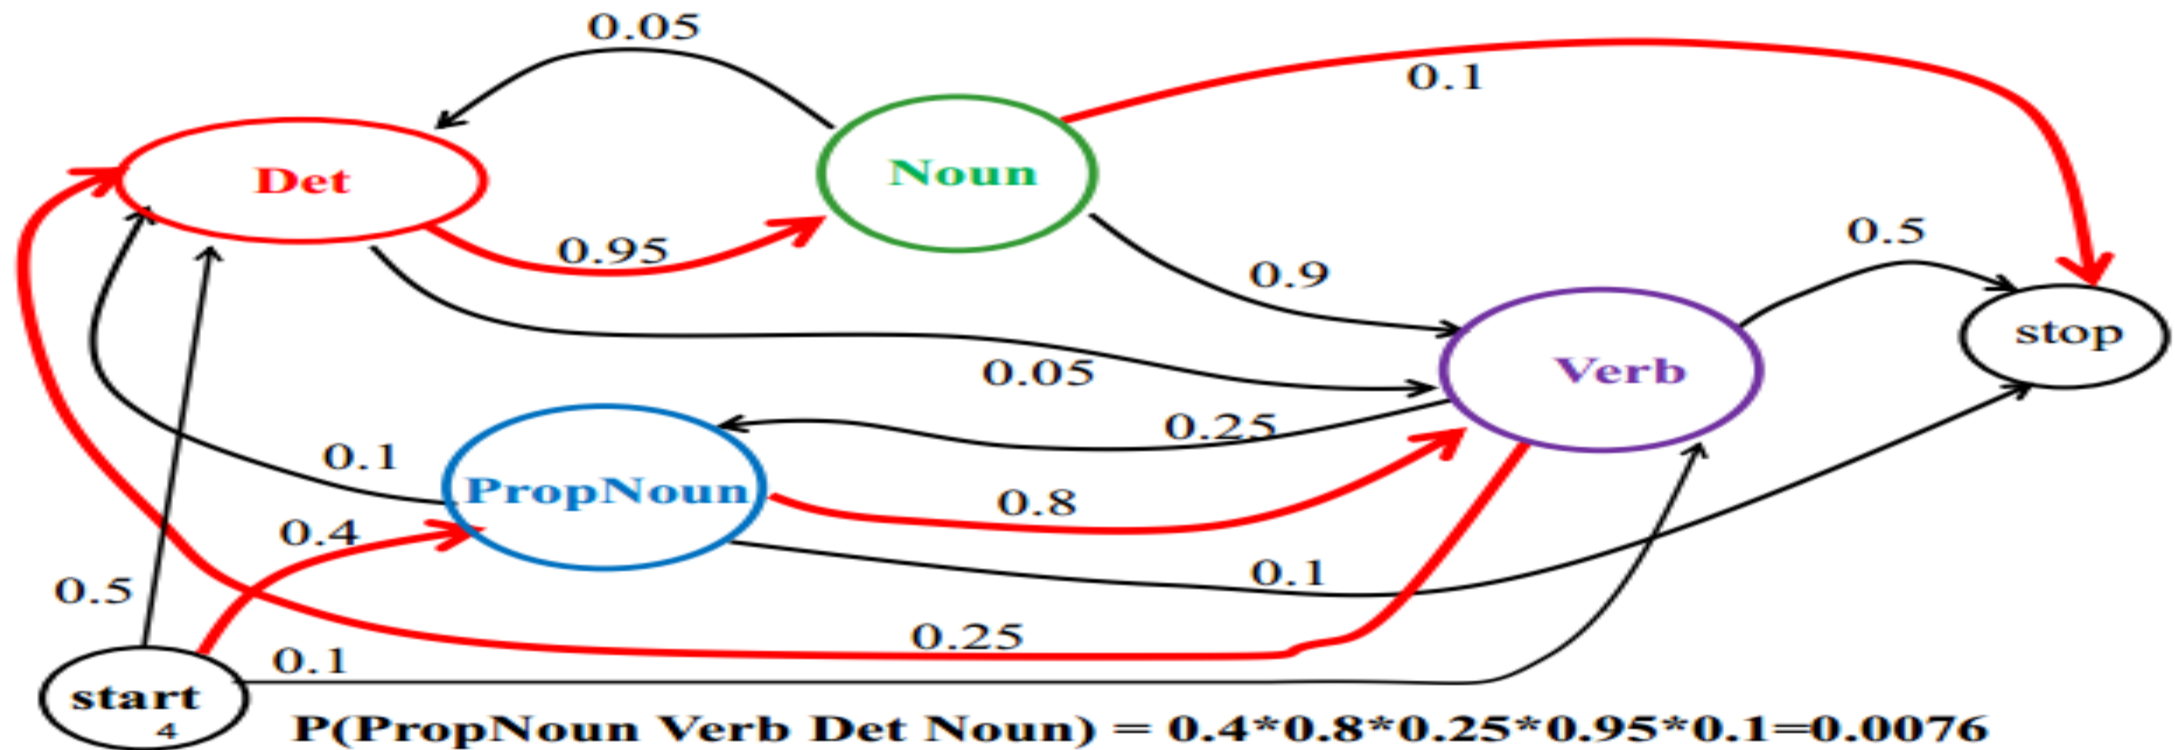 0.05
0.1
Det
Noun
0.95
0.5
0.9
stop
0.05
Verb
0.25
0.1
PropNoun
0.8
0.4
0.1
0.5
0.25
0.1
start
4
P(PropNoun Verb Det Noun) = 0.4*0.8*0.25*0.95*0.1=0.0076